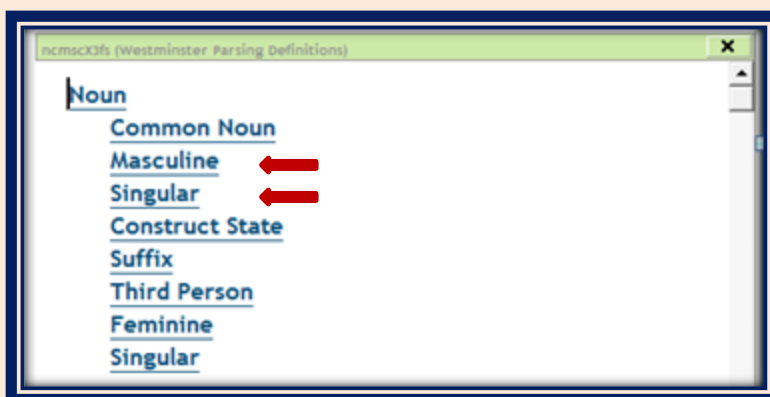 ncmscX3fs (Westminster Parsing Definitions)
Noun
Common Noun
Masculine
Singular
Construct State
Suffix
Third Person
Feminine
Singular